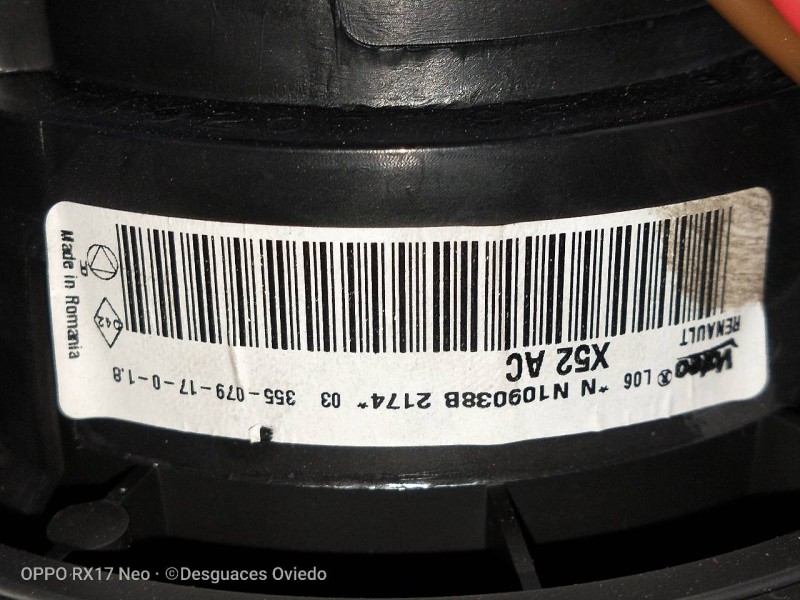 RENAULT
X52 AC
Valeo L06 *N N109038B 2174* 03 355-079-17-0-1.8
042
Made in Romania
OPPO RX17 Neo · ©Desguaces Oviedo